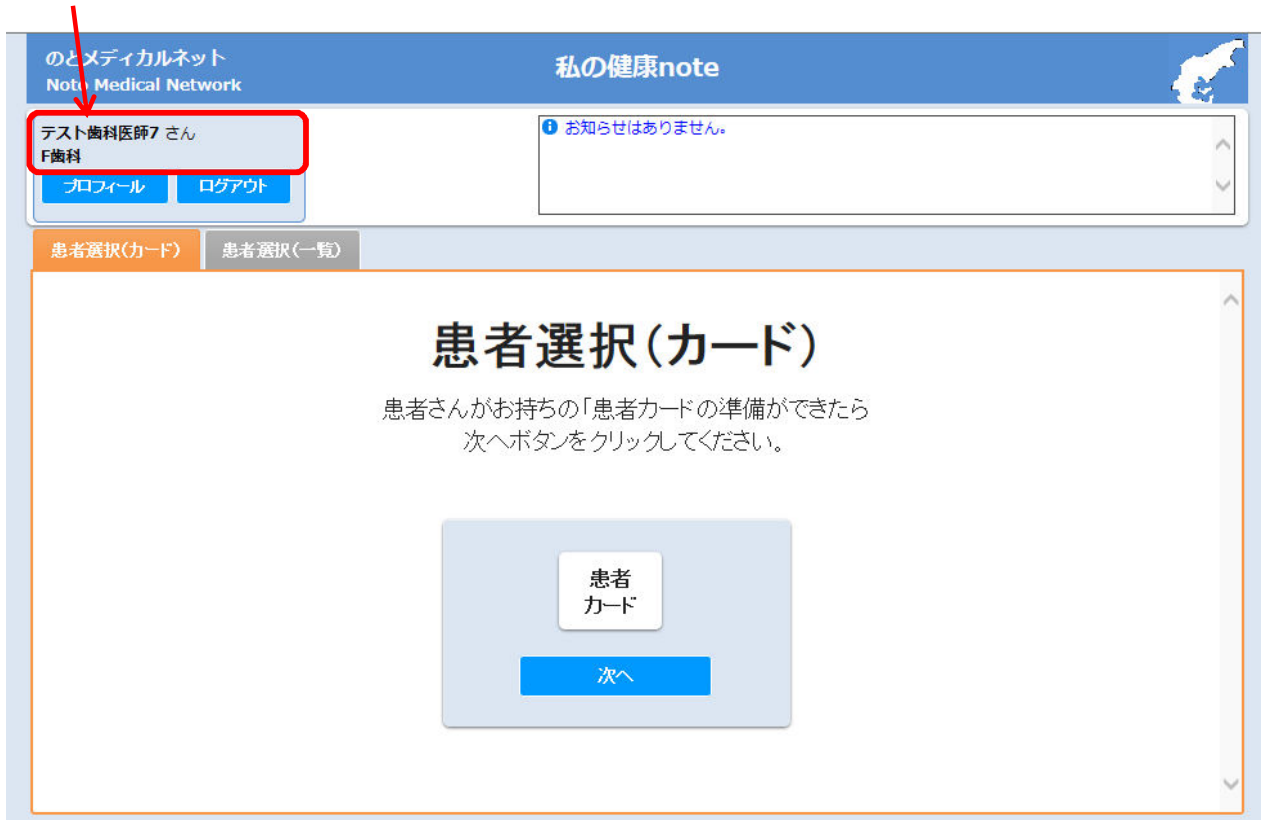 のとメディカルネット
Noto Medical Network
私の健康note
テスト歯科医師7 さん
F歯科
プロフィール ログアウト
お知らせはありません。
患者選択(カード) 患者選択(一覧)
患者選択(カード)
患者さんがお持ちの「患者カードの準備ができたら
次へボタンをクリックしてください。
患者
カード
次へ